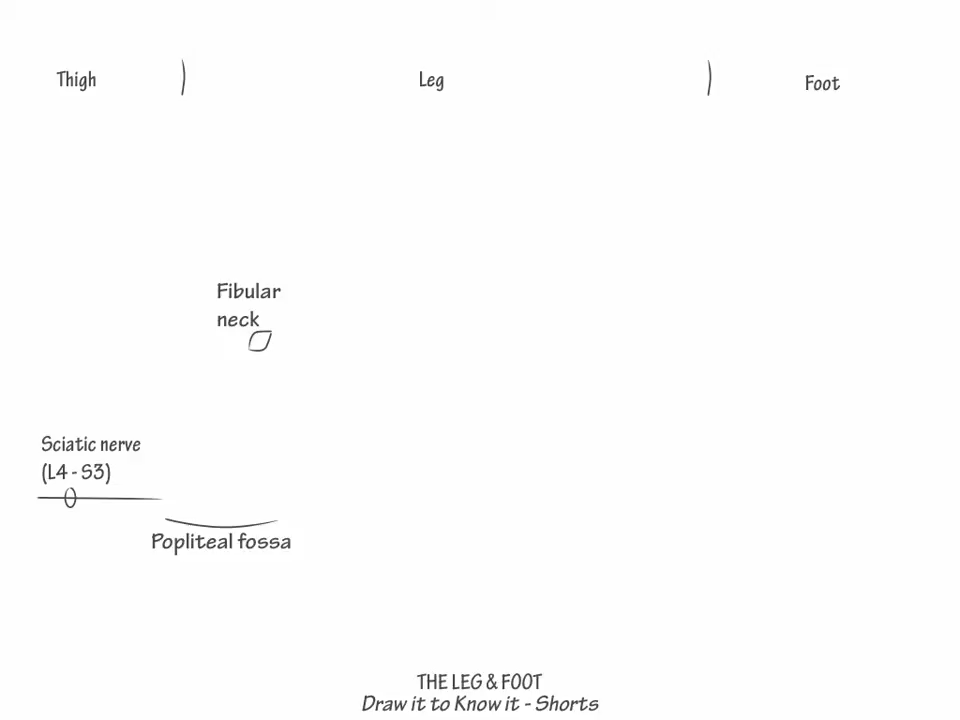 Thigh
Leg
Foot
Fibular
neck
Sciatic nerve
(L4 - S3)
Popliteal fossa
THE LEG & FOOT
Draw it to Know it - Shorts